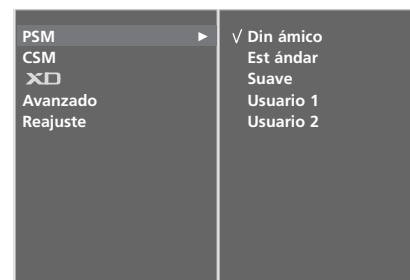 PSM ►
CSM
XD
Avanzado
Reajuste
√ Din ámico
Est ándar
Suave
Usuario 1
Usuario 2